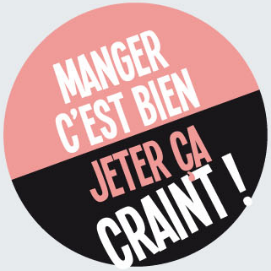 MANGER
C'EST BIEN
JETER ÇA
CRAINT !